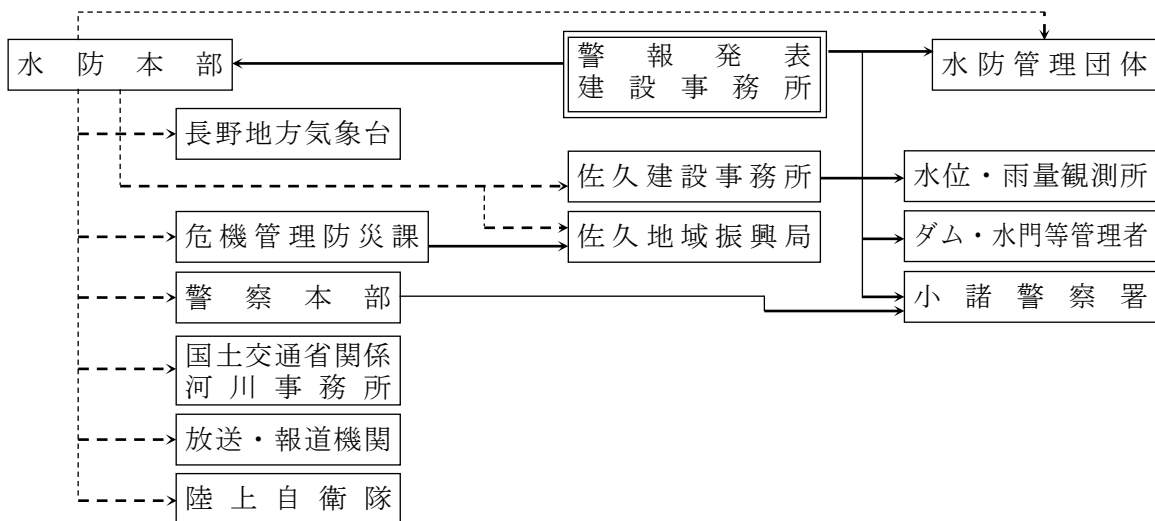 水防本部
警報発表
建設事務所
水防管理団体
長野地方気象台
佐久建設事務所
水位・雨量観測所
危機管理防災課
佐久地域振興局
ダム・水門等管理者
警察本部
小諸警察署
国土交通省関係
河川事務所
放送・報道機関
陸上自衛隊